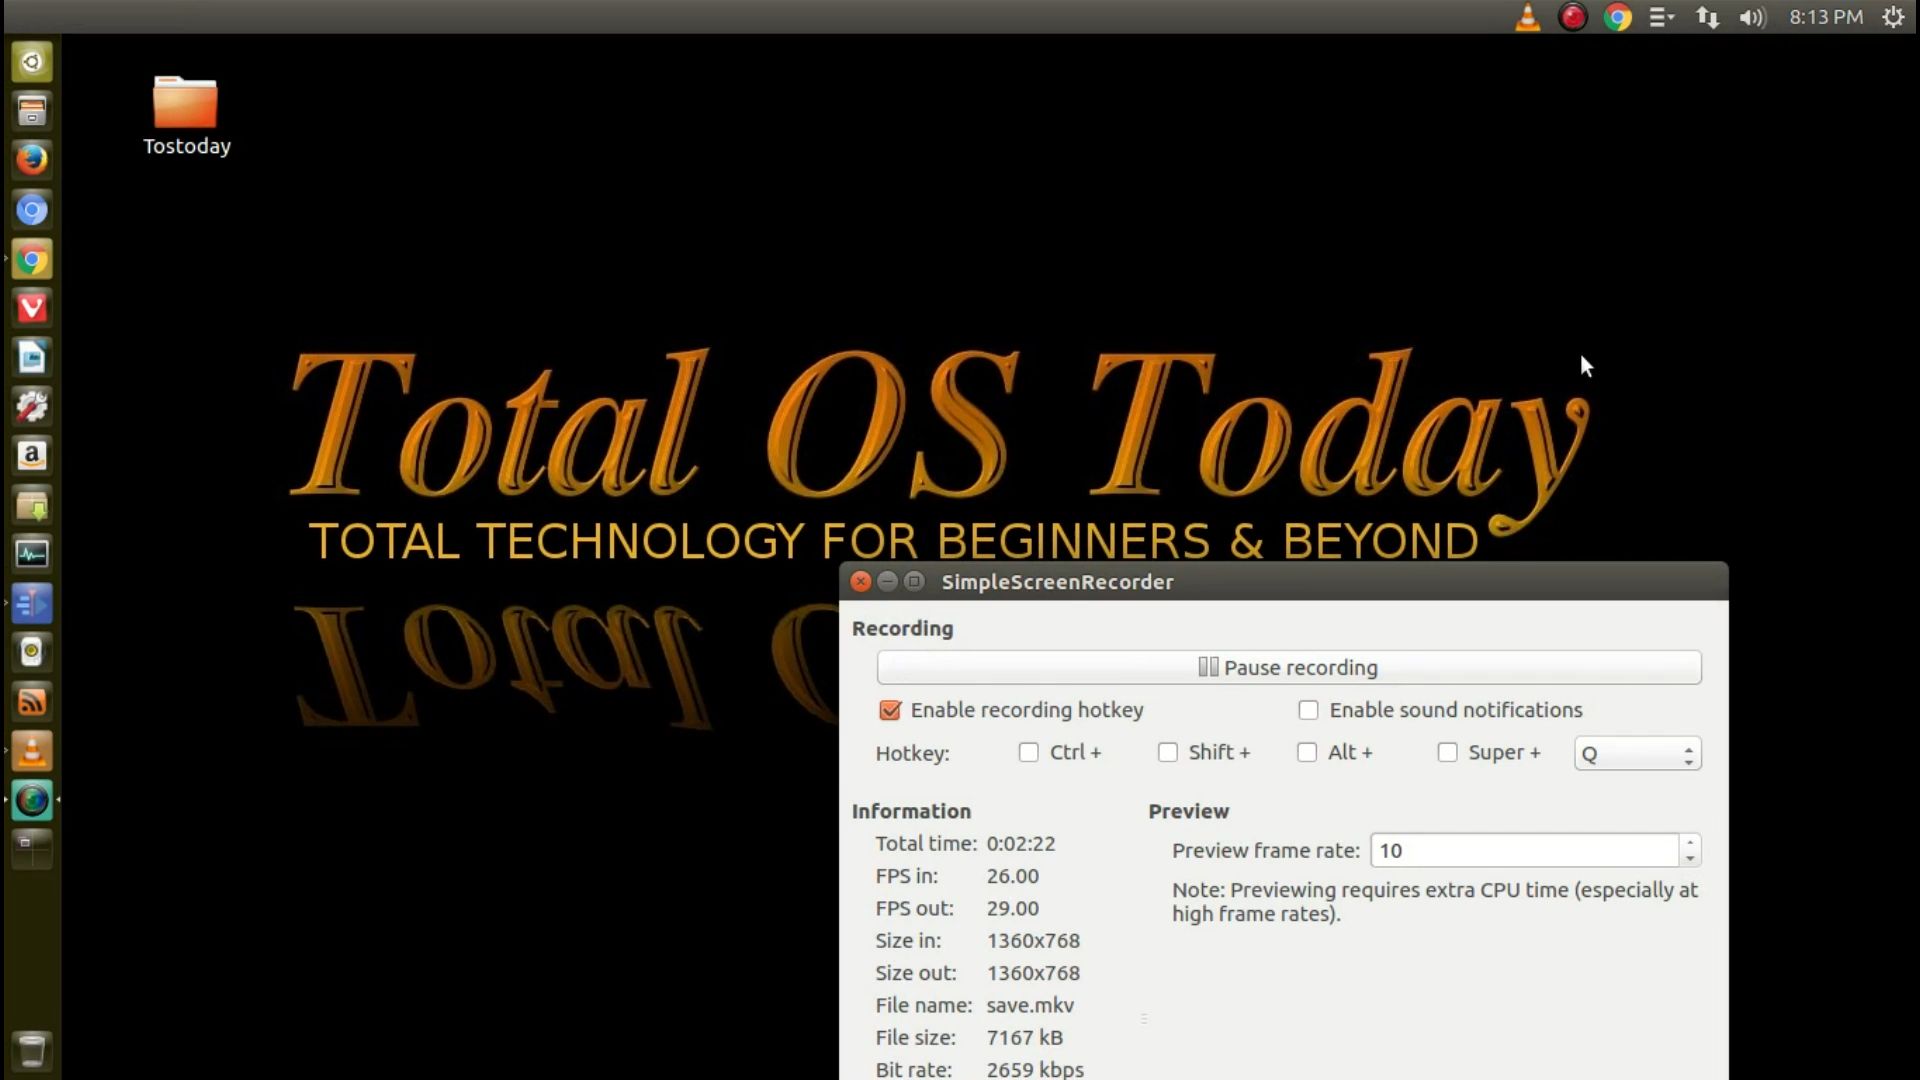 8:13 PM
Tostoday
Total OS Today
TOTAL TECHNOLOGY FOR BEGINNERS & BEYOND
SimpleScreenRecorder
Recording
Pause recording
Enable recording hotkey
Enable sound notifications
Hotkey: Ctrl + Shift + Alt + Super + Q
Information
Total time: 0:02:22
FPS in: 26.00
FPS out: 29.00
Size in: 1360x768
Size out: 1360x768
File name: save.mkv
File size: 7167 kB
Bit rate: 2659 kbps
Preview
Preview frame rate: 10
Note: Previewing requires extra CPU time (especially at
high frame rates).